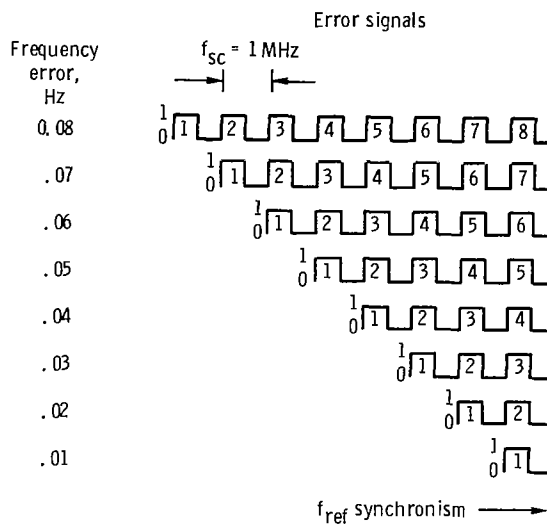 Error signals
Frequency error, Hz
f_sc = 1 MHz
0.08 1 0 1 2 3 4 5 6 7 8
.07 1 0 1 2 3 4 5 6 7
.06 1 0 1 2 3 4 5 6
.05 1 0 1 2 3 4 5
.04 1 0 1 2 3 4
.03 1 0 1 2 3
.02 1 0 1 2
.01 1 0 1
f_ref synchronism